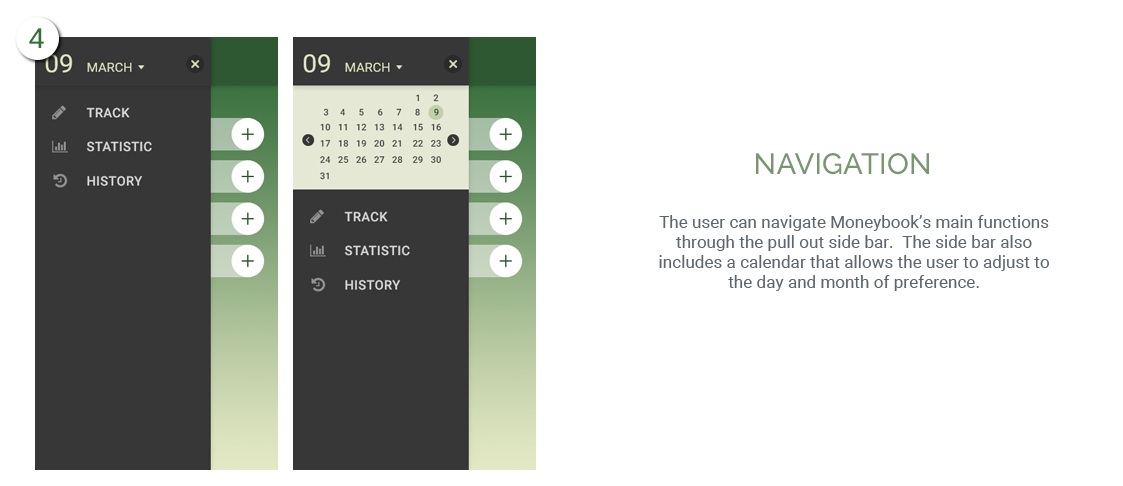 4
09 MARCH
TRACK
STATISTIC
HISTORY
09 MARCH
1 2
3 4 5 6 7 8 9
10 11 12 13 14 15 16
17 18 19 20 21 22 23
24 25 26 27 28 29 30
31
TRACK
STATISTIC
HISTORY
NAVIGATION
The user can navigate Moneybook’s main functions
through the pull out side bar.  The side bar also
includes a calendar that allows the user to adjust to
the day and month of preference.